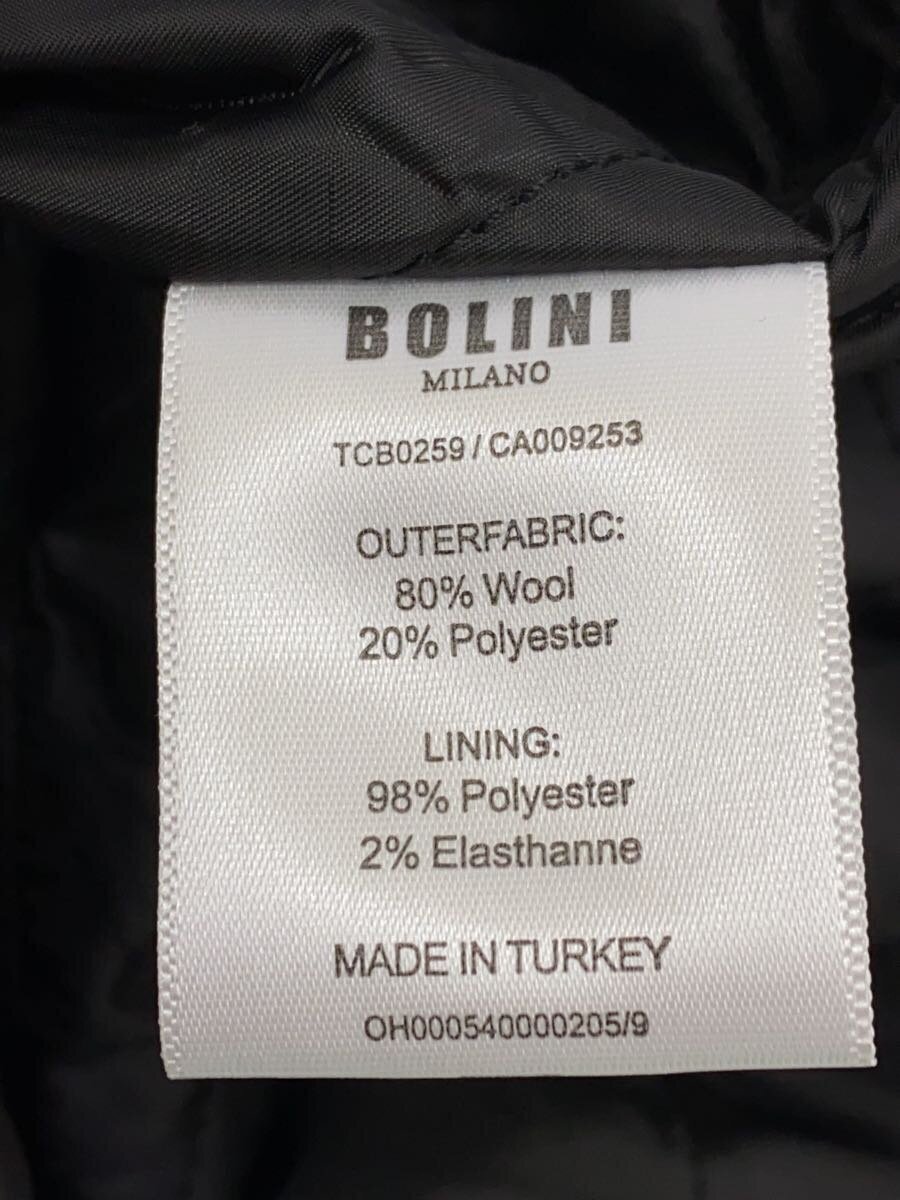 BOLINI
MILANO
TCB0259 / CA009253
OUTERFABRIC:
80% Wool
20% Polyester
LINING:
98% Polyester
2% Elasthanne
MADE IN TURKEY
OH000540000205/9